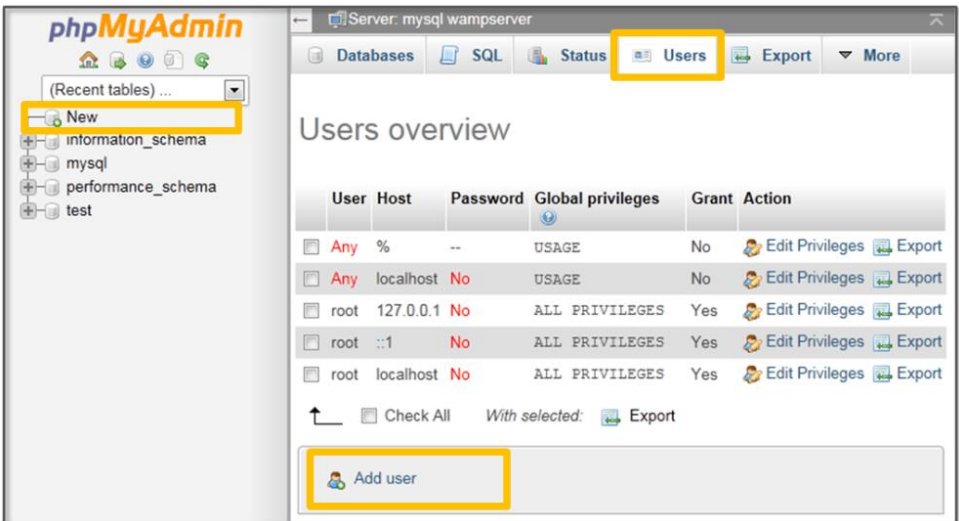 phpMyAdmin
(Recent tables) ...
New
information_schema
mysql
performance_schema
test
Server: mysql wampserver
Databases SQL Status Users Export More
Users overview
User Host Password Global privileges Grant Action
Any % -- USAGE No Edit Privileges Export
Any localhost No USAGE No Edit Privileges Export
root 127.0.0.1 No ALL PRIVILEGES Yes Edit Privileges Export
root ::1 No ALL PRIVILEGES Yes Edit Privileges Export
root localhost No ALL PRIVILEGES Yes Edit Privileges Export
Check All With selected: Export
Add user